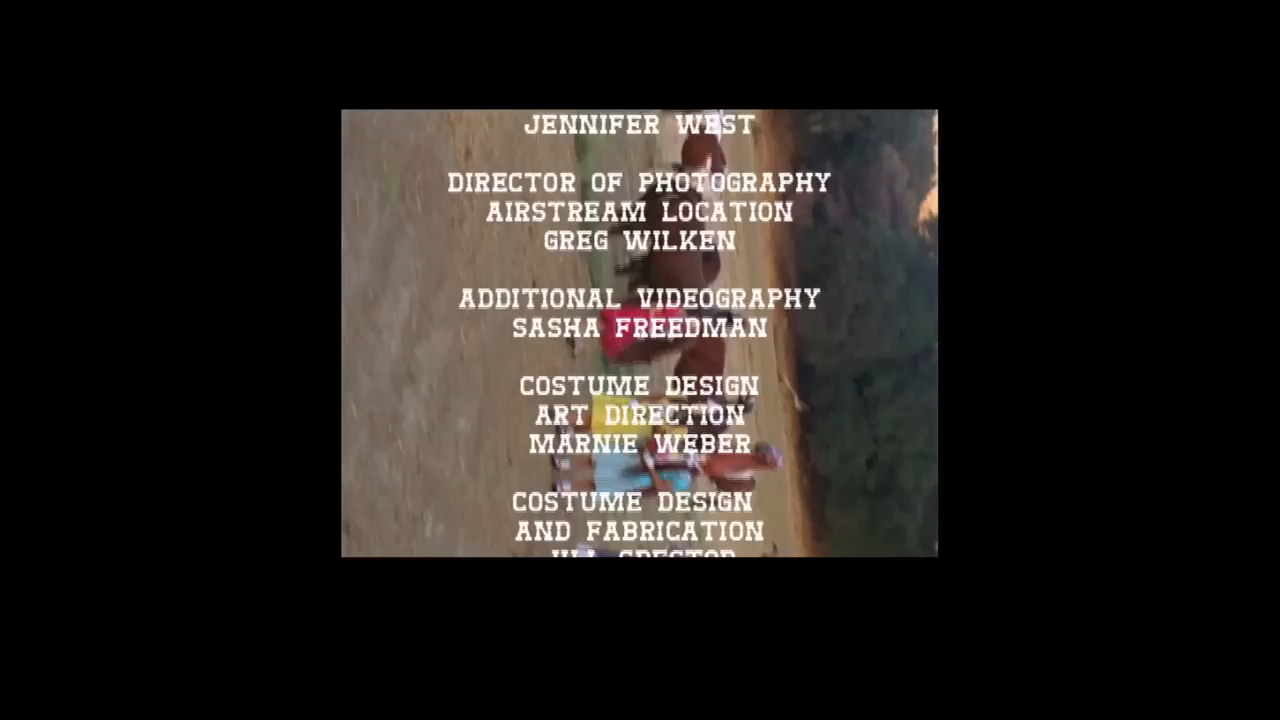 JENNIFER WEST
DIRECTOR OF PHOTOGRAPHY
AIRSTREAM LOCATION
GREG WILKEN
ADDITIONAL VIDEOGRAPHY
SASHA FREEDMAN
COSTUME DESIGN
ART DIRECTION
MARNIE WEBER
COSTUME DESIGN
AND FABRICATION